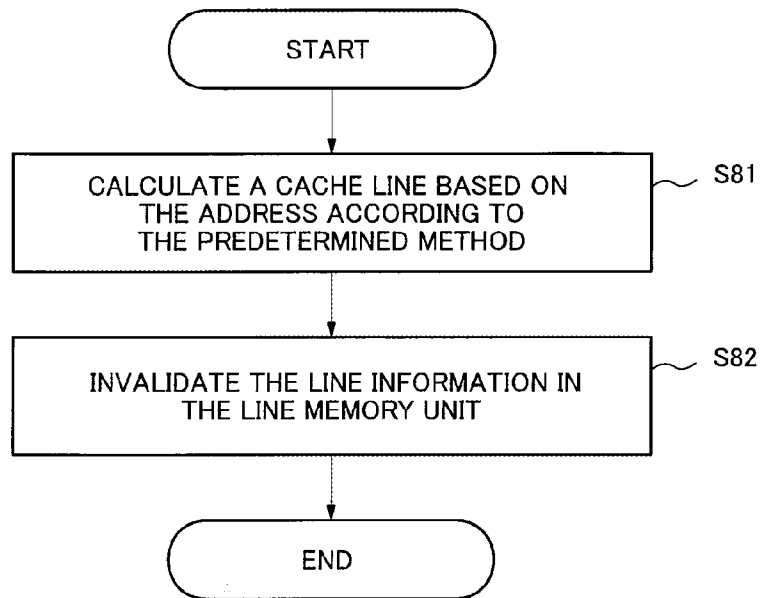 START
CALCULATE A CACHE LINE BASED ON
THE ADDRESS ACCORDING TO
THE PREDETERMINED METHOD
S81
INVALIDATE THE LINE INFORMATION IN
THE LINE MEMORY UNIT
S82
END